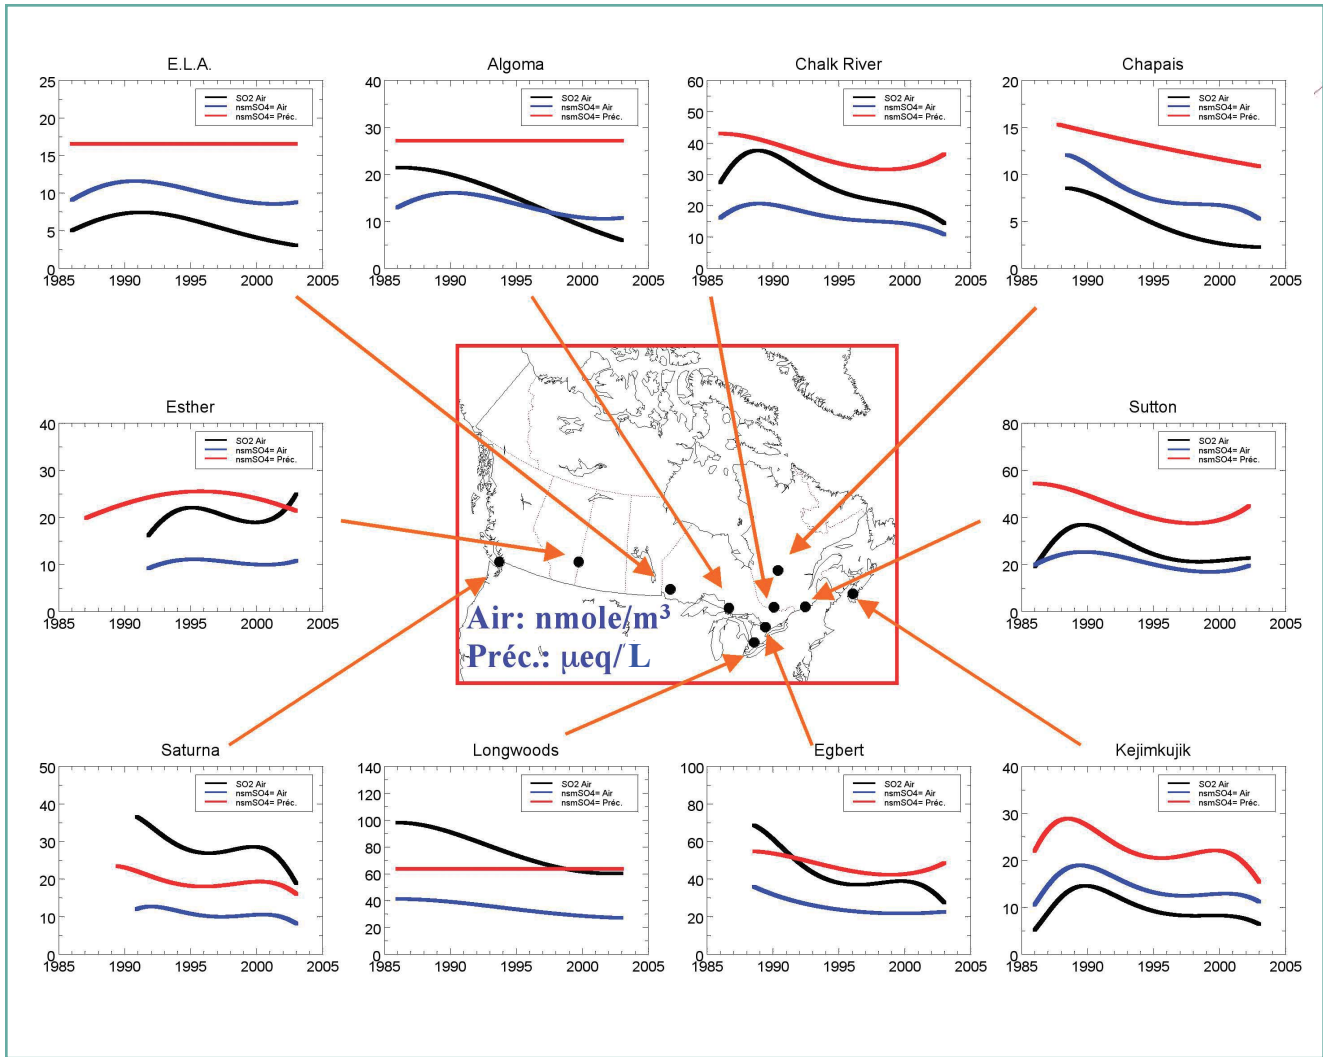 E.L.A.
25
20
15
10
5
0
1985 1990 1995 2000 2005
SO2 Air
nsmSO4= Air
nsmSO4= Préc.
Algoma
40
30
20
10
0
1985 1990 1995 2000 2005
SO2 Air
nsmSO4= Air
nsmSO4= Préc.
Chalk River
60
50
40
30
20
10
0
1985 1990 1995 2000 2005
SO2 Air
nsmSO4= Air
nsmSO4= Préc.
Chapais
20
15
10
5
0
1985 1990 1995 2000 2005
SO2 Air
nsmSO4= Air
nsmSO4= Préc.
Esther
40
30
20
10
0
1985 1990 1995 2000 2005
SO2 Air
nsmSO4= Air
nsmSO4= Préc.
Air: nmole/m³
Préc.: µeq/L
Sutton
80
60
40
20
0
1985 1990 1995 2000 2005
SO2 Air
nsmSO4= Air
nsmSO4= Préc.
Saturna
50
40
30
20
10
0
1985 1990 1995 2000 2005
SO2 Air
nsmSO4= Air
nsmSO4= Préc.
Longwoods
140
120
100
80
60
40
20
0
1985 1990 1995 2000 2005
SO2 Air
nsmSO4= Air
nsmSO4= Préc.
Egbert
100
80
60
40
20
0
1985 1990 1995 2000 2005
SO2 Air
nsmSO4= Air
nsmSO4= Préc.
Kejimkujik
40
30
20
10
0
1985 1990 1995 2000 2005
SO2 Air
nsmSO4= Air
nsmSO4= Préc.